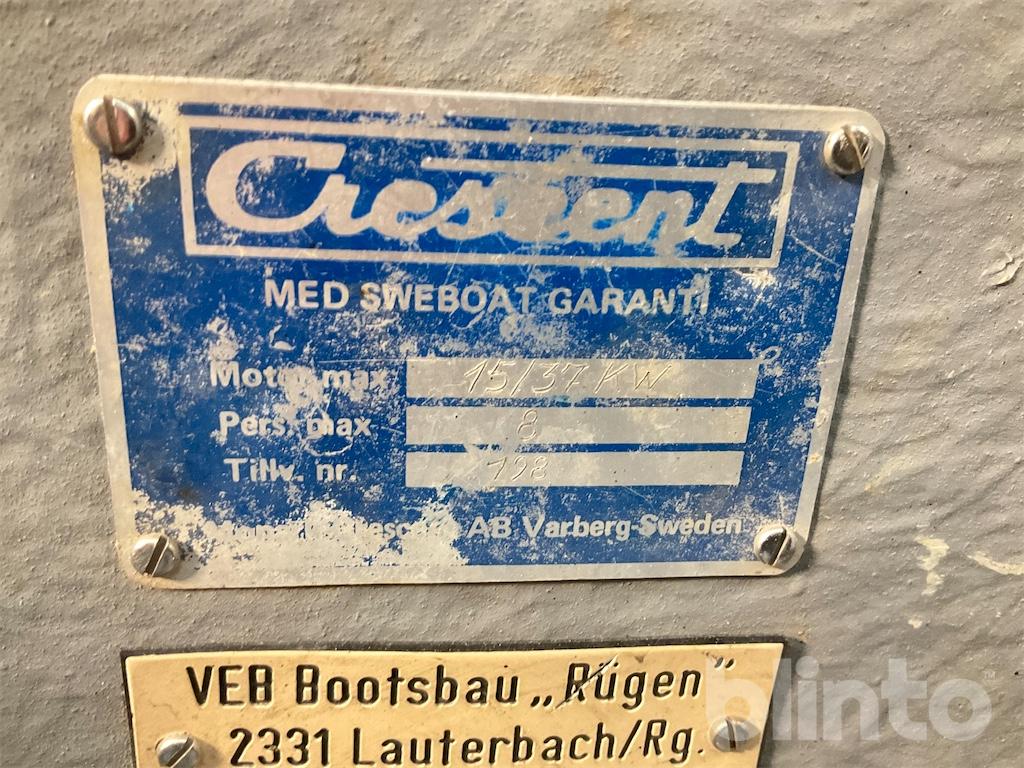 Crescent
MED SWEBOAT GARANTI
Motor max 15/37 KW
Pers. max 8
Tillv. nr. 198
AB Varberg-Sweden
VEB Bootsbau „Rügen"
2331 Lauterbach/Rg.
blinto